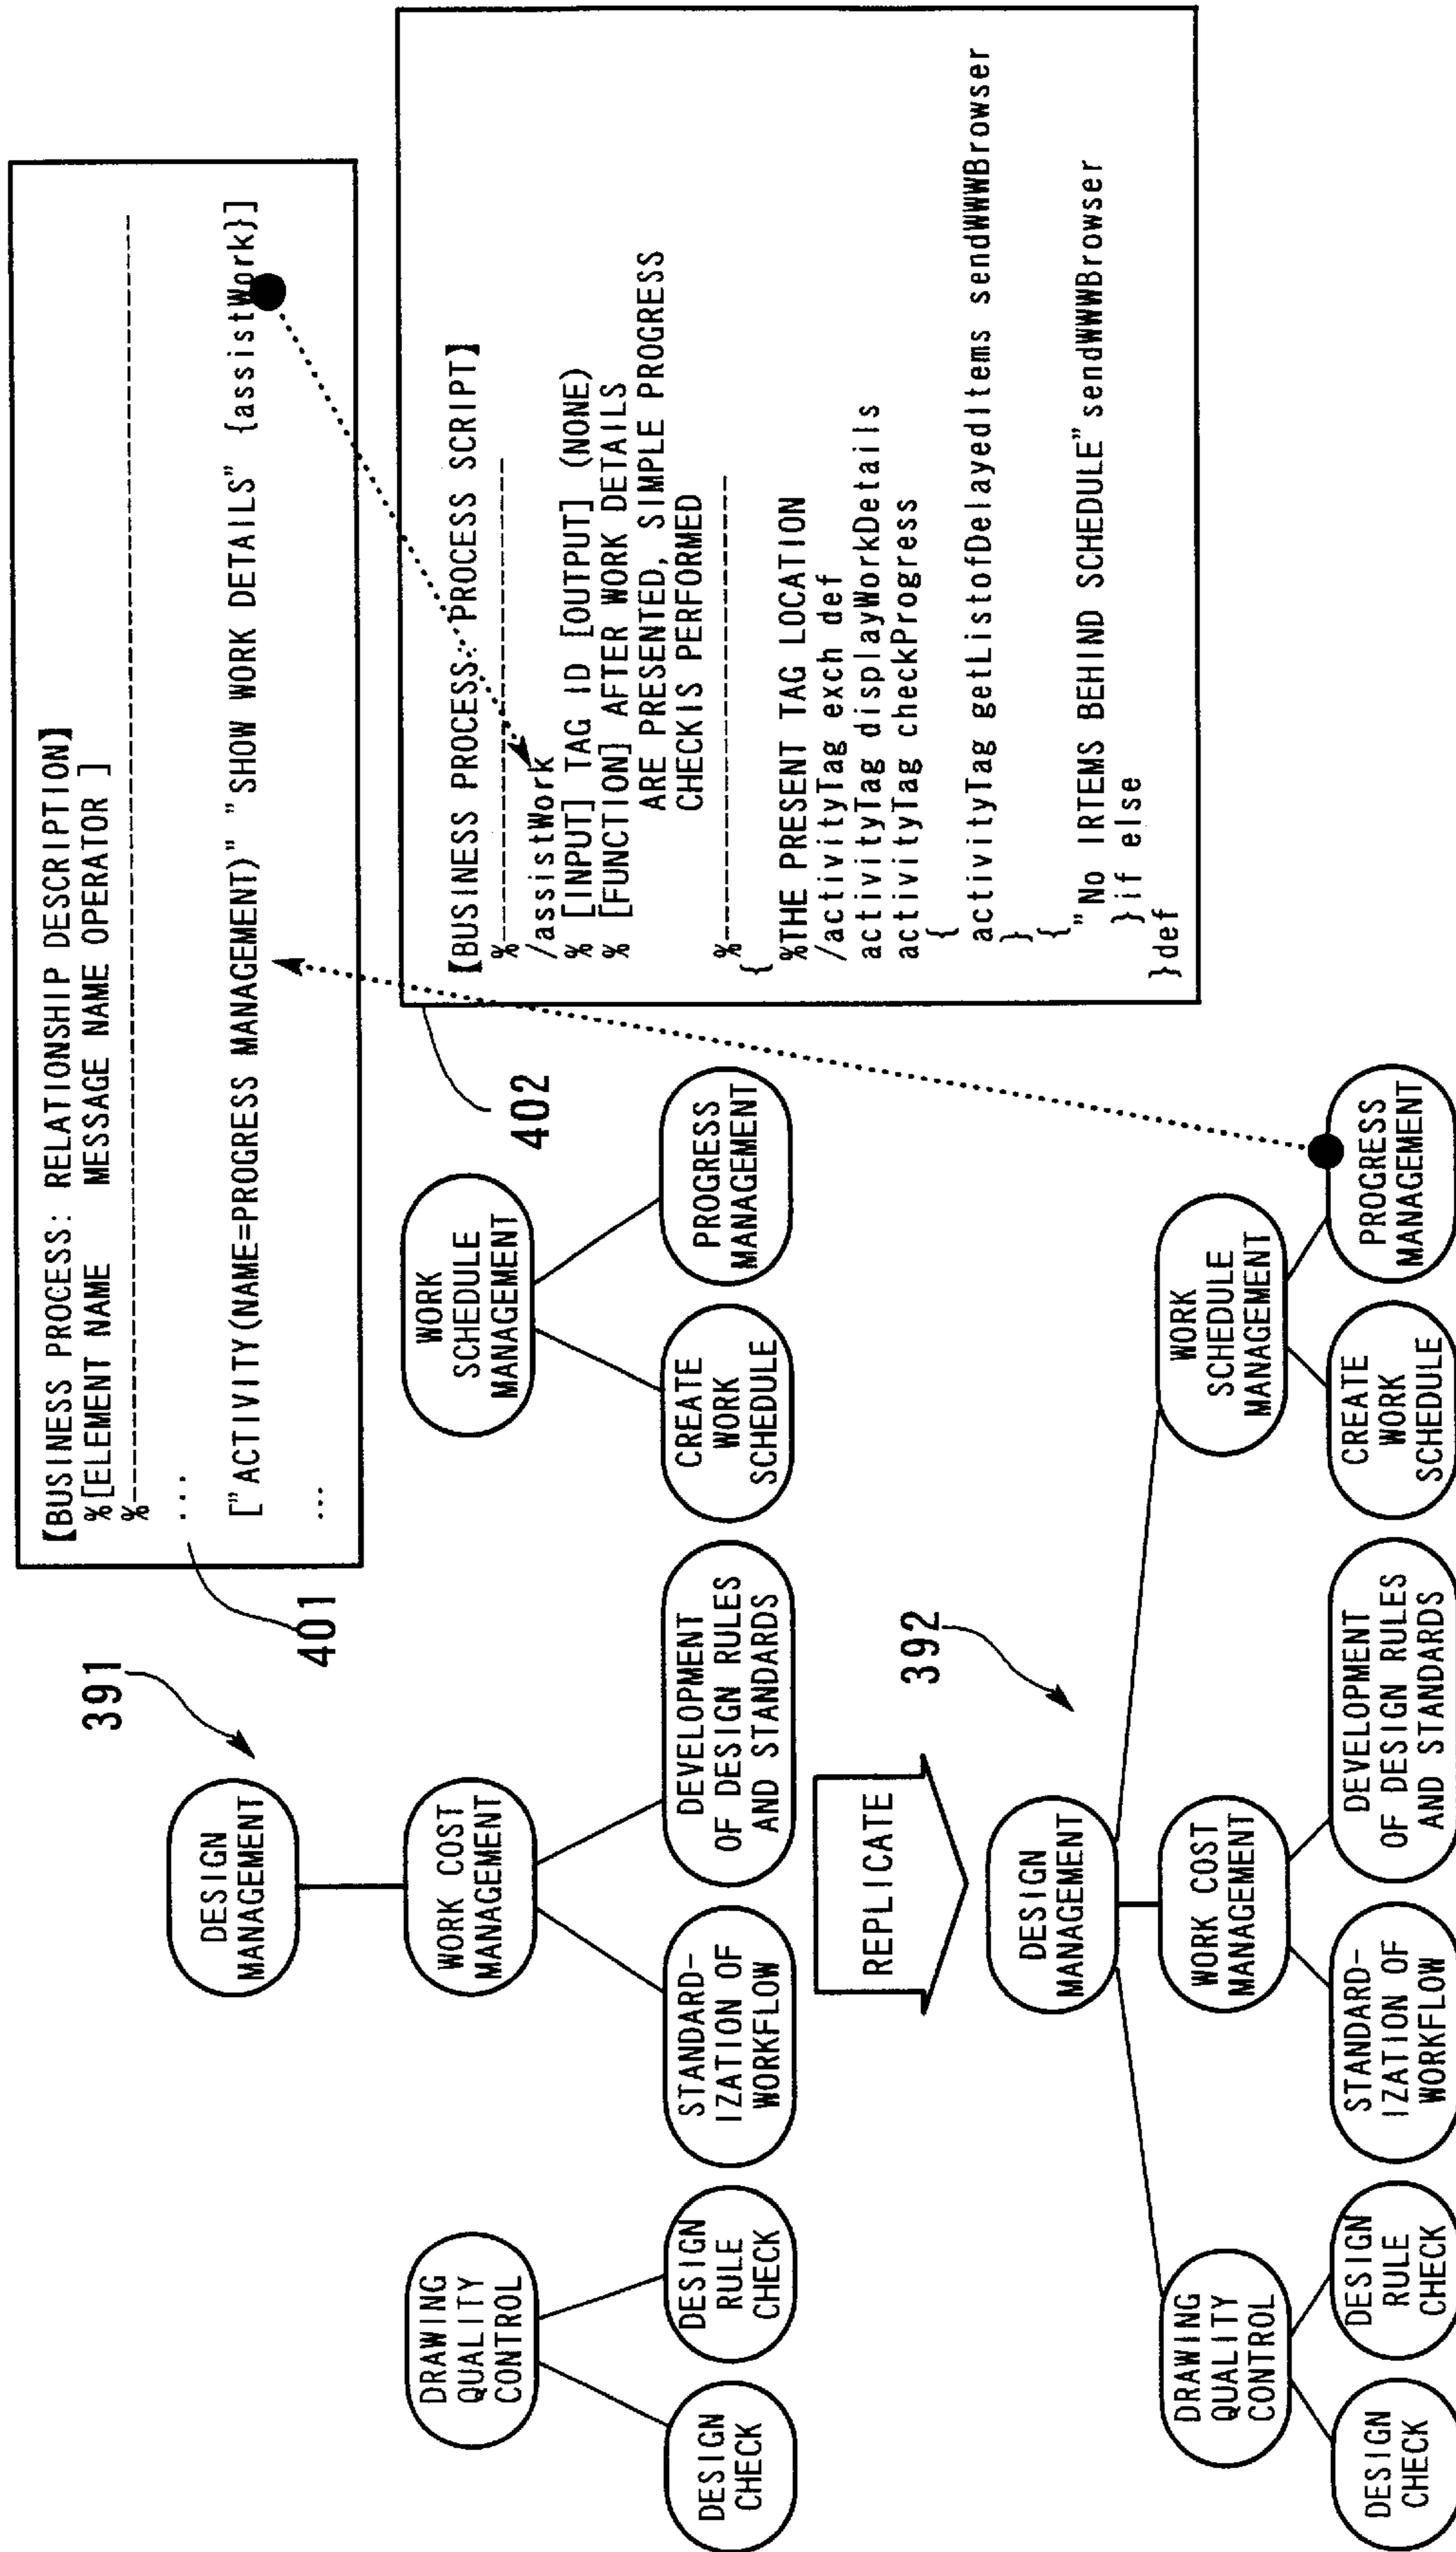 391
DESIGN
MANAGEMENT
DRAWING
QUALITY
CONTROL
WORK COST
MANAGEMENT
WORK
SCHEDULE
MANAGEMENT
DESIGN
CHECK
DESIGN
RULE
CHECK
STANDARD-
IZATION OF
WORKFLOW
DEVELOPMENT
OF DESIGN RULES
AND STANDARDS
CREATE
WORK
SCHEDULE
PROGRESS
MANAGEMENT
401
【BUSINESS PROCESS: RELATIONSHIP DESCRIPTION】
%[ELEMENT NAME MESSAGE NAME OPERATOR ]
%------------------------------------------------
...
["ACTIVITY(NAME=PROGRESS MANAGEMENT)" "SHOW WORK DETAILS" {assistWork}]
...
402
【BUSINESS PROCESS: PROCESS SCRIPT】
%------------------------
/assistWork
% [INPUT] TAG ID [OUTPUT] (NONE)
% [FUNCTION] AFTER WORK DETAILS
ARE PRESENTED, SIMPLE PROGRESS
CHECKIS PERFORMED
%------------------------
{
%THE PRESENT TAG LOCATION
/activityTag exch def
activityTag displayWorkDetails
activityTag checkProgress
{
activityTag getListofDelayedItems sendWWWBrowser
}
{
"No IRTEMS BEHIND SCHEDULE"sendWWWBrowser
}if else
}def
REPLICATE
392
DESIGN
MANAGEMENT
DRAWING
QUALITY
CONTROL
WORK COST
MANAGEMENT
WORK
SCHEDULE
MANAGEMENT
DESIGN
CHECK
DESIGN
RULE
CHECK
STANDARD-
IZATION OF
WORKFLOW
DEVELOPMENT
OF DESIGN RULES
AND STANDARDS
CREATE
WORK
SCHEDULE
PROGRESS
MANAGEMENT